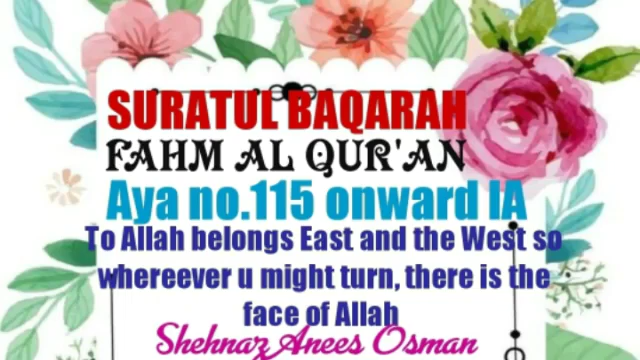 SURATUL BAQARAH
FAHM AL QUR'AN
Aya no.115 onward IA
To Allah belongs East and the West so
whereever u might turn, there is the
face of Allah
Shehnaz Anees Osman